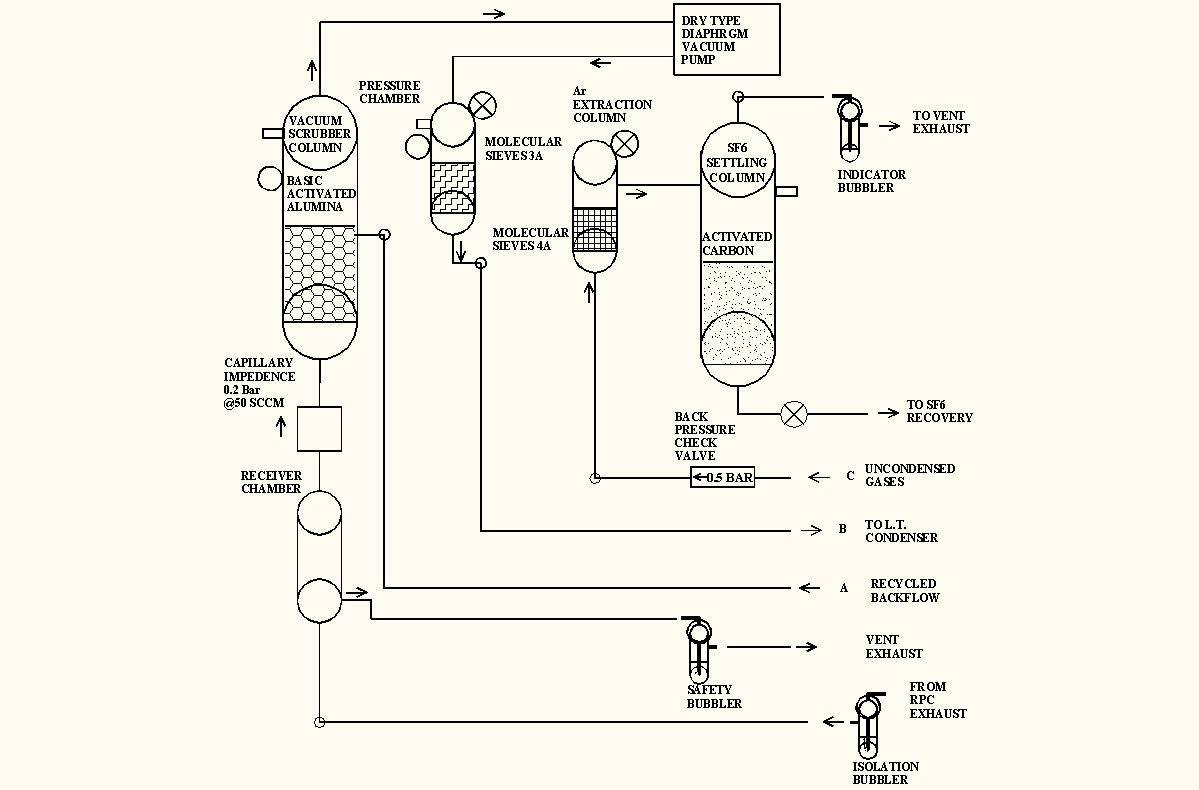 DRY TYPE
DIAPHRGM
VACUUM
PUMP
PRESSURE
CHAMBER
Ar
EXTRACTION
COLUMN
VACUUM
SCRUBBER
COLUMN
MOLECULAR
SIEVES 3A
SF6
SETTLING
COLUMN
TO VENT
EXHAUST
INDICATOR
BUBBLER
BASIC
ACTIVATED
ALUMINA
MOLECULAR
SIEVES 4A
ACTIVATED
CARBON
CAPILLARY
IMPEDENCE
0.2 Bar
@50 SCCM
TO SF6
RECOVERY
BACK
PRESSURE
CHECK
VALVE
RECEIVER
CHAMBER
0.5 BAR
C UNCONDENSED
GASES
B TO L.T.
CONDENSER
A RECYCLED
BACKFLOW
VENT
EXHAUST
SAFETY
BUBBLER
FROM
RPC
EXHAUST
ISOLATION
BUBBLER